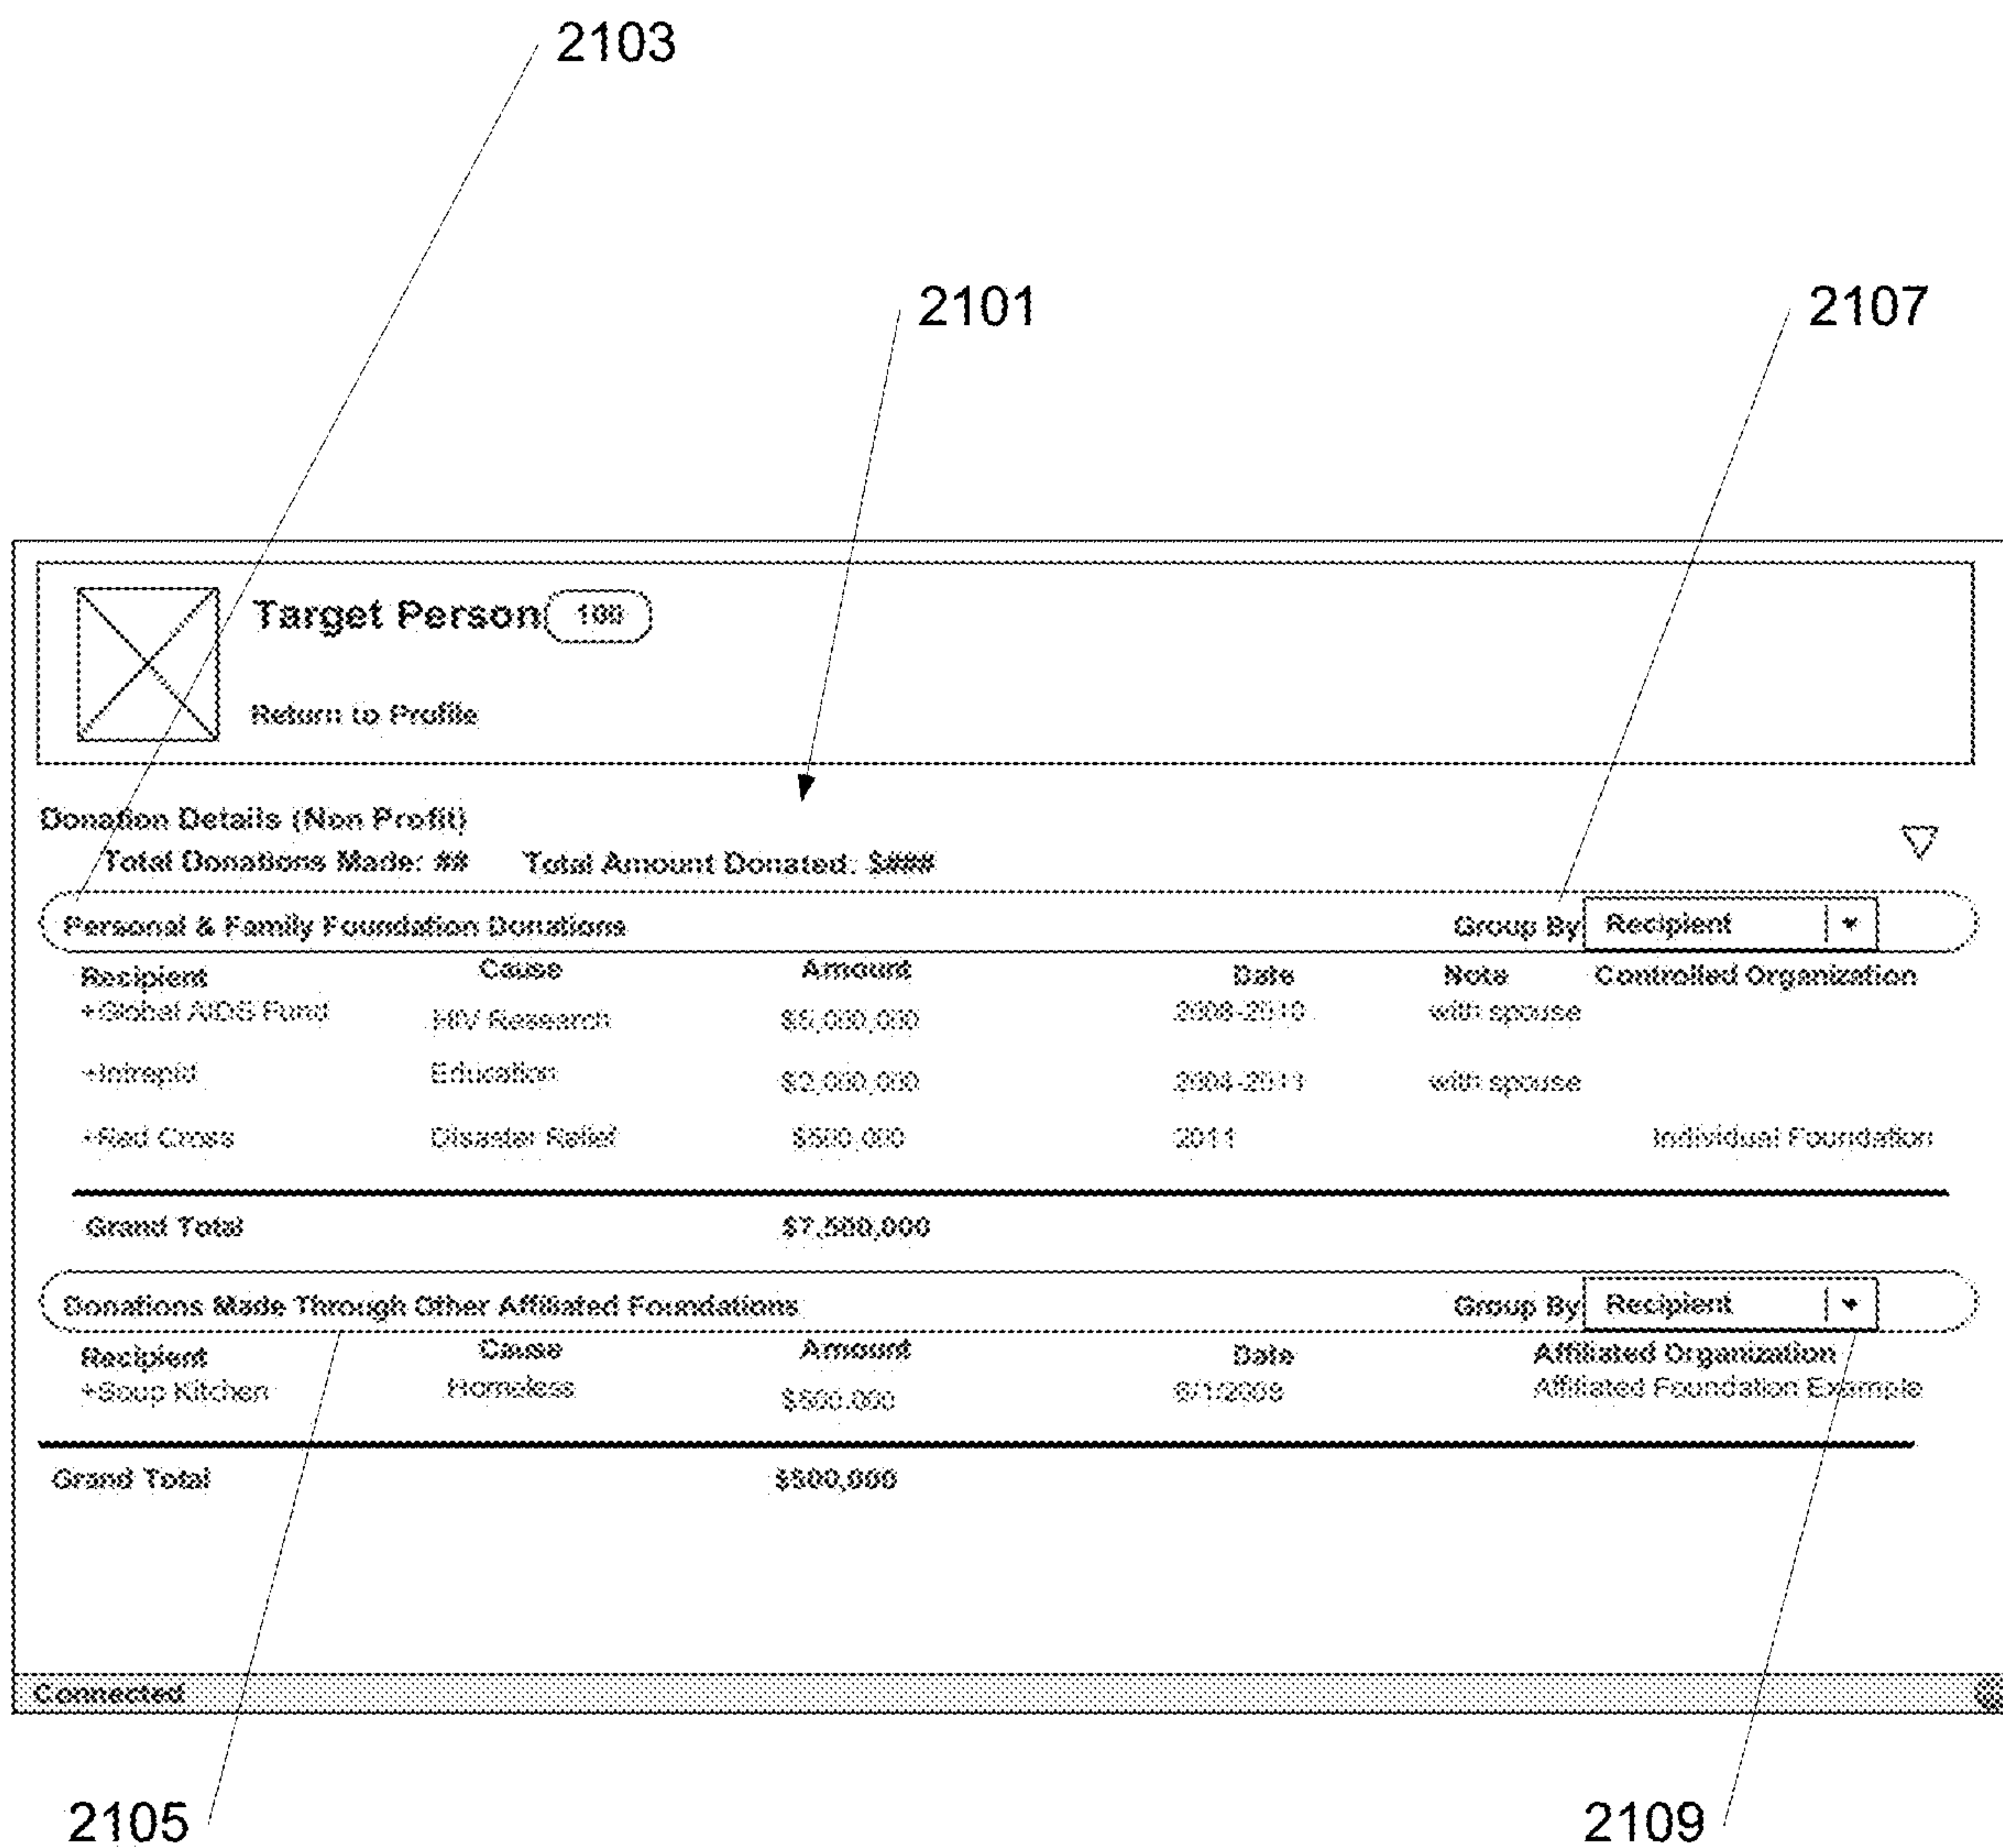 2103
2101
2107
Target Person 100
Return to Profile
Donation Details (Non Profit)
Total Donations Made: ## Total Amount Donated: $###
Personal & Family Foundation Donations Group By Recipient
Recipient Cause Amount Date Note Controlled Organization
+Global AIDS Fund HIV Research $5,000,000 2008-2010 with spouse
+Intrepid Education $2,000,000 2004-2011 with spouse
+Red Cross Disaster Relief $500,000 2011 Individual Foundation
Grand Total $7,500,000
Donations Made Through Other Affiliated Foundations Group By Recipient
Recipient Cause Amount Date Affiliated Organization
+Soup Kitchen Homeless $500,000 Affiliated Foundation Example
Grand Total $500,000
Connected
2105
2109